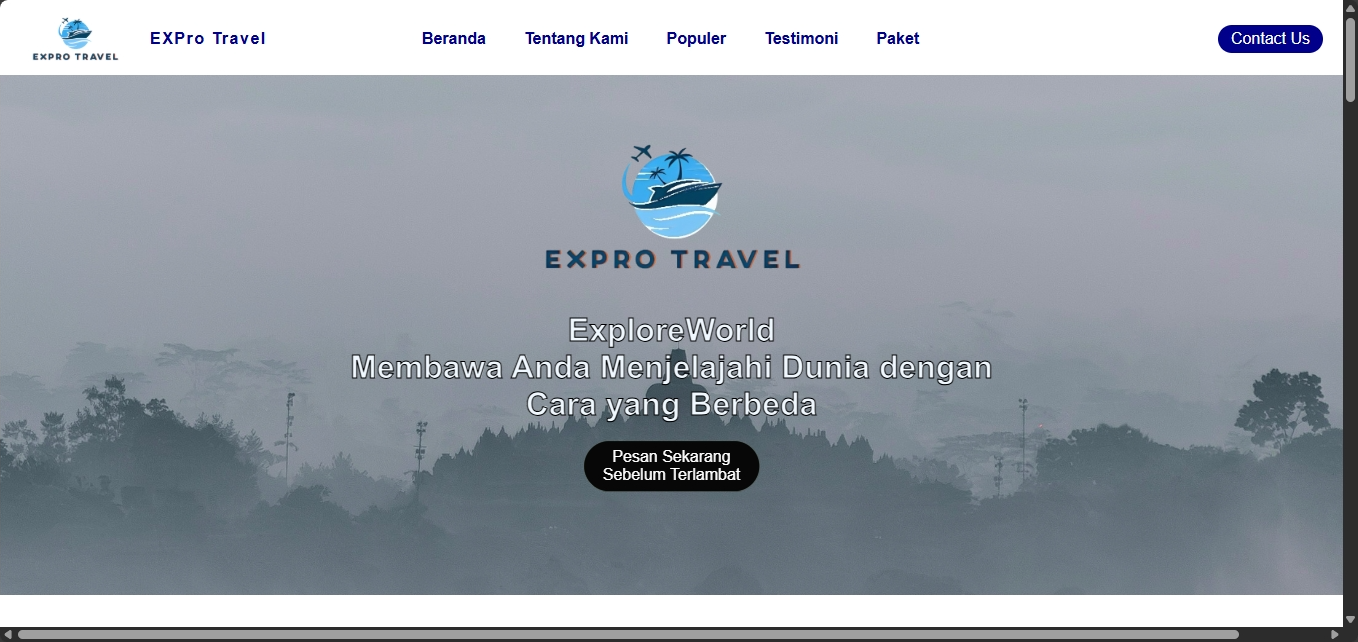 EXPRO TRAVEL
EXPro Travel
Beranda
Tentang Kami
Populer
Testimoni
Paket
Contact Us
EXPRO TRAVEL
ExploreWorld
Membawa Anda Menjelajahi Dunia dengan
Cara yang Berbeda
Pesan Sekarang
Sebelum Terlambat